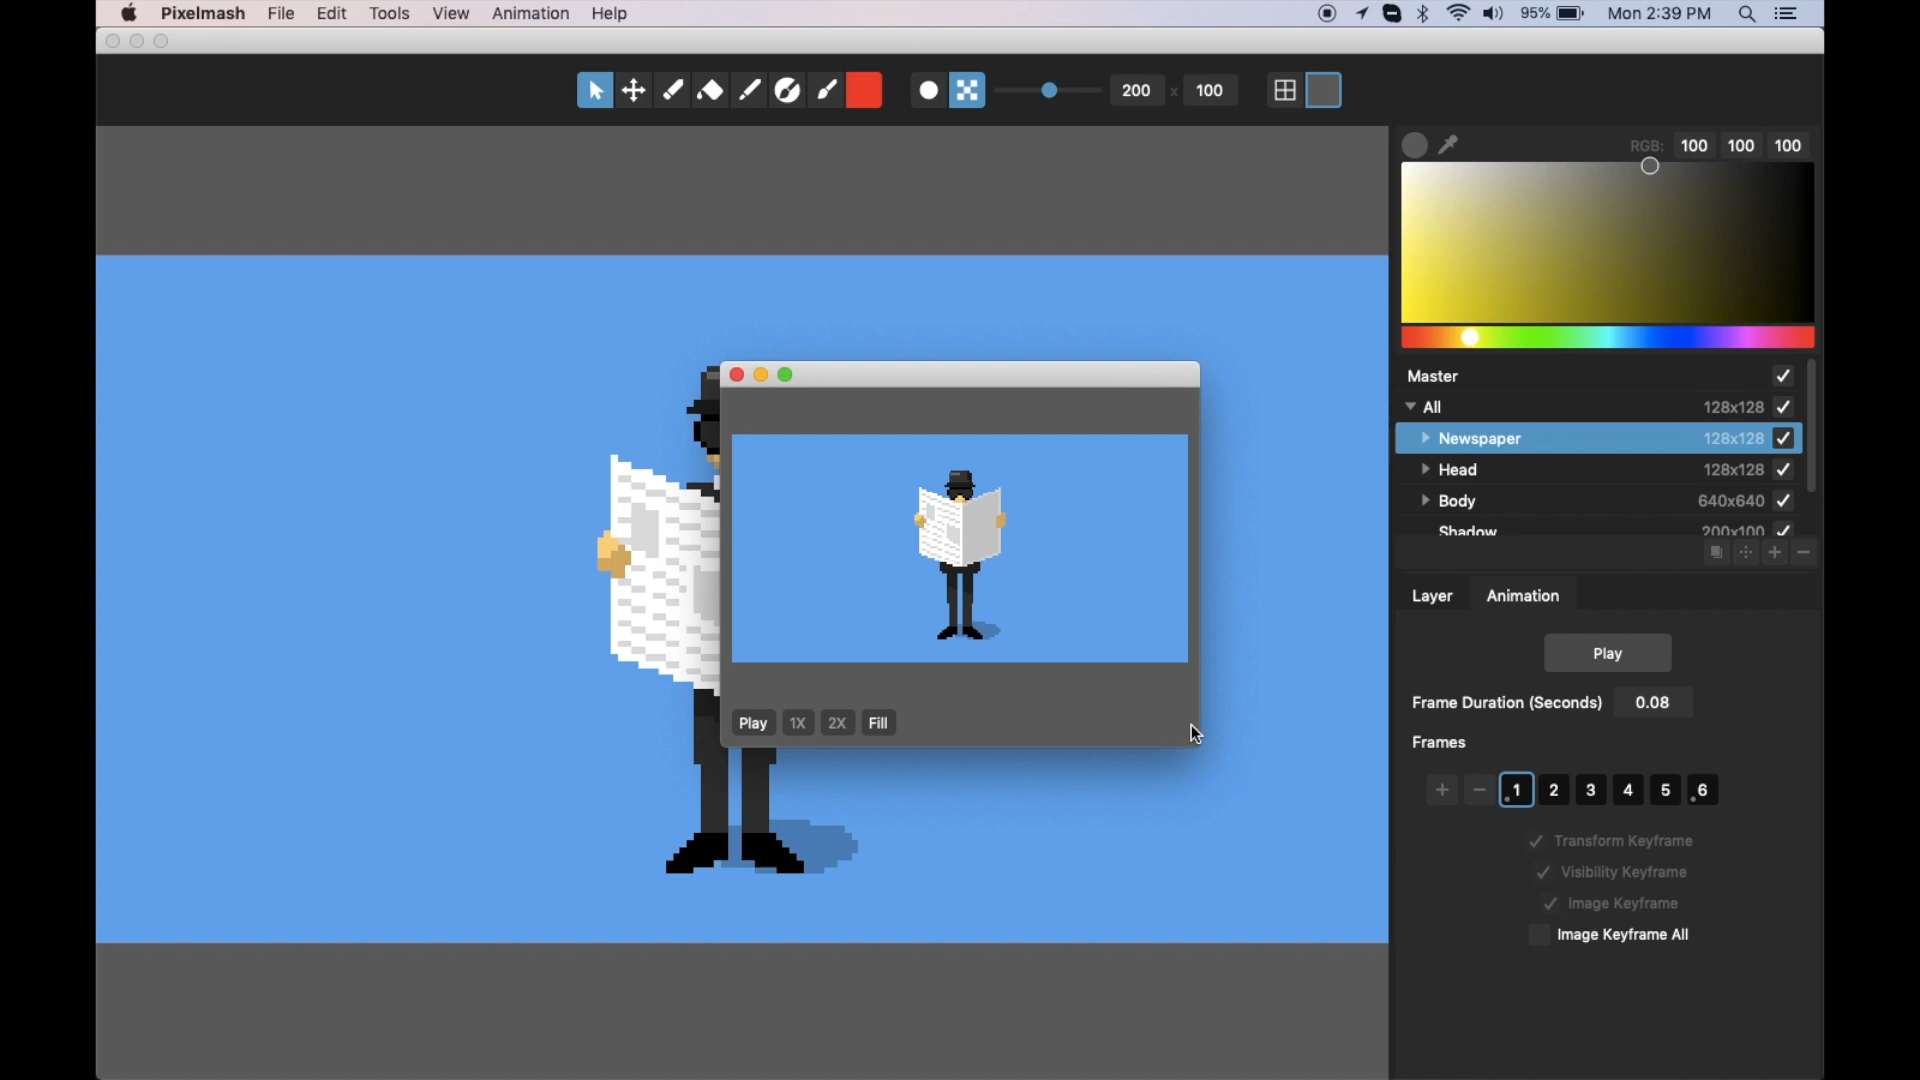 Pixelmash File Edit Tools View Animation Help 95% Mon 2:39 PM
200 x 100
RGB: 100 100 100
Master
All 128x128
Newspaper 128x128
Head 128x128
Body 640x640
Shadow 200x100
Layer Animation
Play
Frame Duration (Seconds) 0.08
Play 1X 2X Fill
Frames
1 2 3 4 5 6
Transform Keyframe
Visibility Keyframe
Image Keyframe
Image Keyframe All